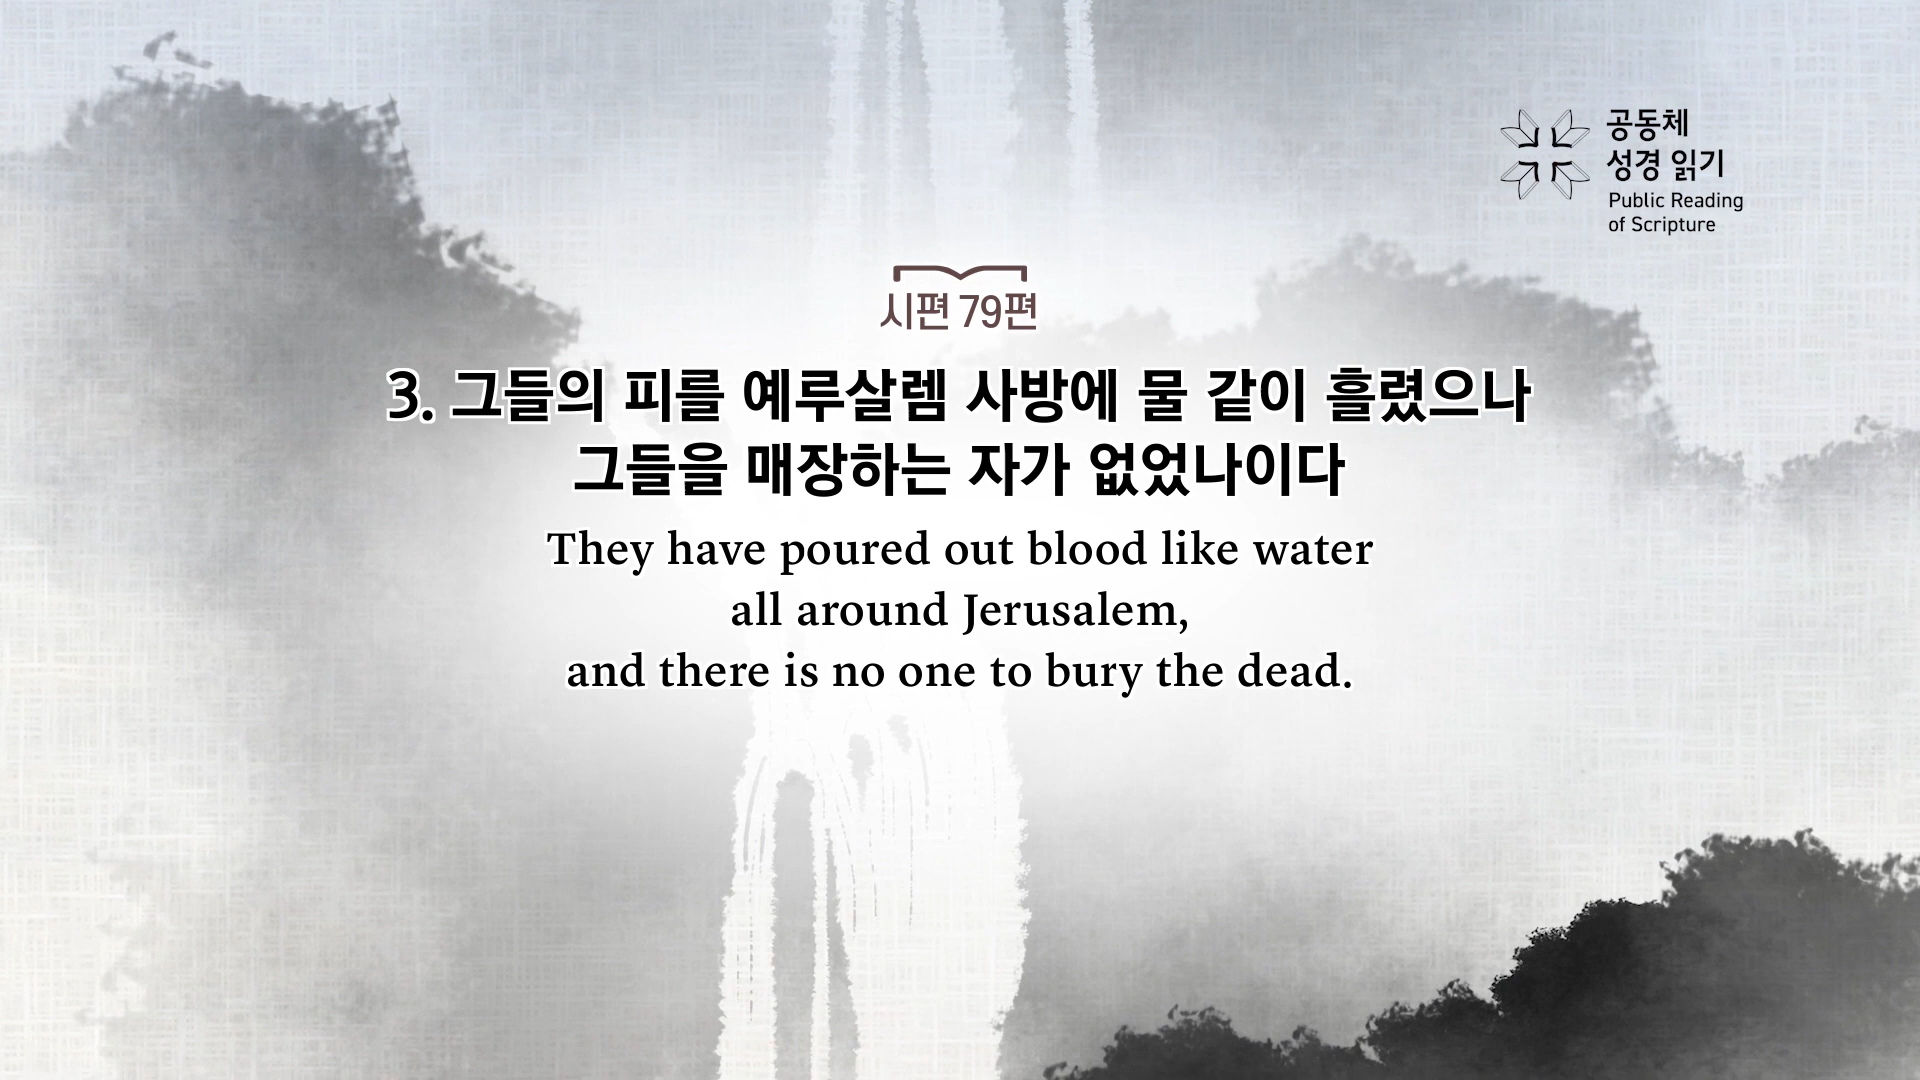 공동체
성경 읽기
Public Reading
of Scripture
시편 79편
3. 그들의 피를 예루살렘 사방에 물 같이 흘렸으나
그들을 매장하는 자가 없었나이다
They have poured out blood like water
all around Jerusalem,
and there is no one to bury the dead.